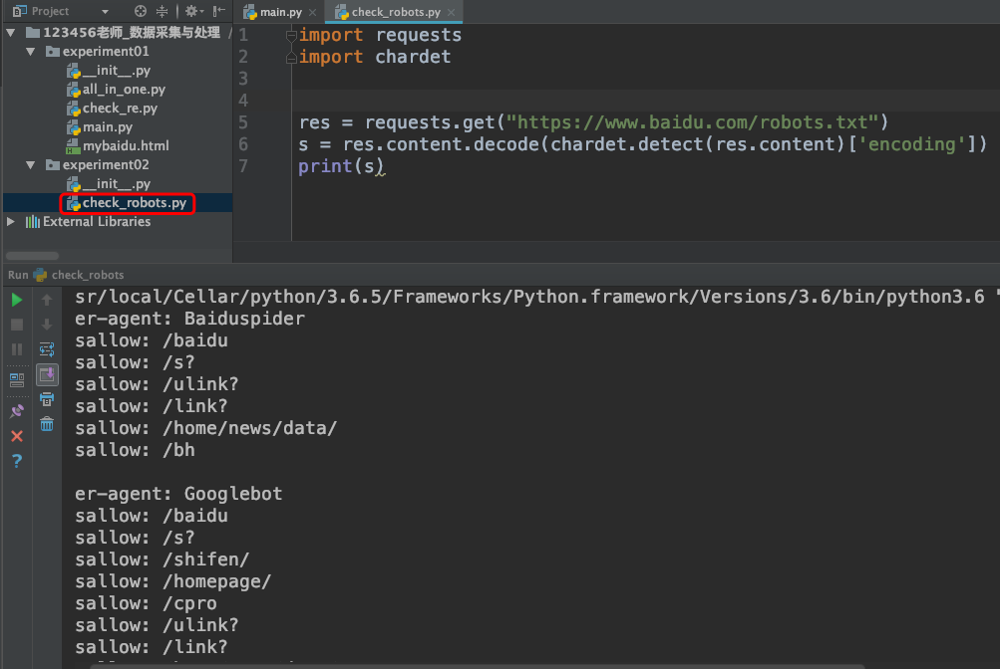 Project
main.py
check_robots.py
123456老师_数据采集与处理 /
experiment01
__init__.py
all_in_one.py
check_re.py
main.py
mybaidu.html
experiment02
__init__.py
check_robots.py
External Libraries
1 import requests
2 import chardet
3
4
5 res = requests.get("https://www.baidu.com/robots.txt")
6 s = res.content.decode(chardet.detect(res.content)['encoding'])
7 print(s)
Run check_robots
sr/local/Cellar/python/3.6.5/Frameworks/Python.framework/Versions/3.6/bin/python3.6 "
er-agent: Baiduspider
sallow: /baidu
sallow: /s?
sallow: /ulink?
sallow: /link?
sallow: /home/news/data/
sallow: /bh
er-agent: Googlebot
sallow: /baidu
sallow: /s?
sallow: /shifen/
sallow: /homepage/
sallow: /cpro
sallow: /ulink?
sallow: /link?